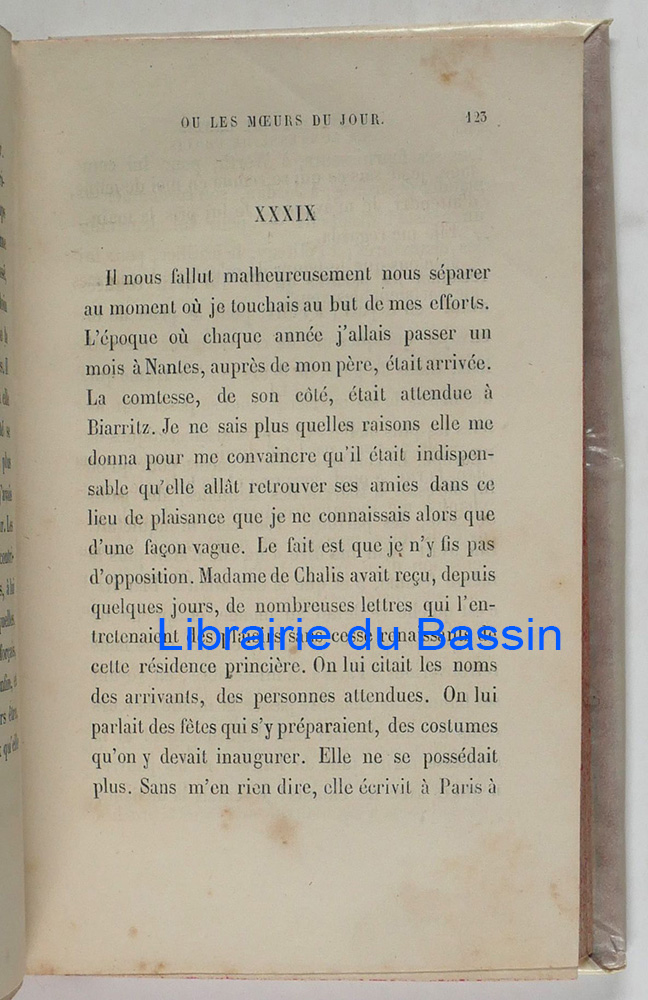 OU LES MŒURS DU JOUR. 123
XXXIX
Il nous fallut malheureusement nous séparer
au moment où je touchais au but de mes efforts.
L'époque où chaque année j'allais passer un
mois à Nantes, auprès de mon père, était arrivée.
La comtesse, de son côté, était attendue à
Biarritz. Je ne sais plus quelles raisons elle me
donna pour me convaincre qu'il était indispen-
sable qu'elle allât retrouver ses amies dans ce
lieu de plaisance que je ne connaissais alors que
d'une façon vague. Le fait est que je n'y fis pas
d'opposition. Madame de Chalis avait reçu, depuis
quelques jours, de nombreuses lettres qui l'en-
tretenaient des plaisirs sans cesse renaissants de
Librairie du Bassin
cette résidence princière. On lui citait les noms
des arrivants, des personnes attendues. On lui
parlait des fêtes qui s'y préparaient, des costumes
qu'on y devait inaugurer. Elle ne se possédait
plus. Sans m'en rien dire, elle écrivit à Paris à